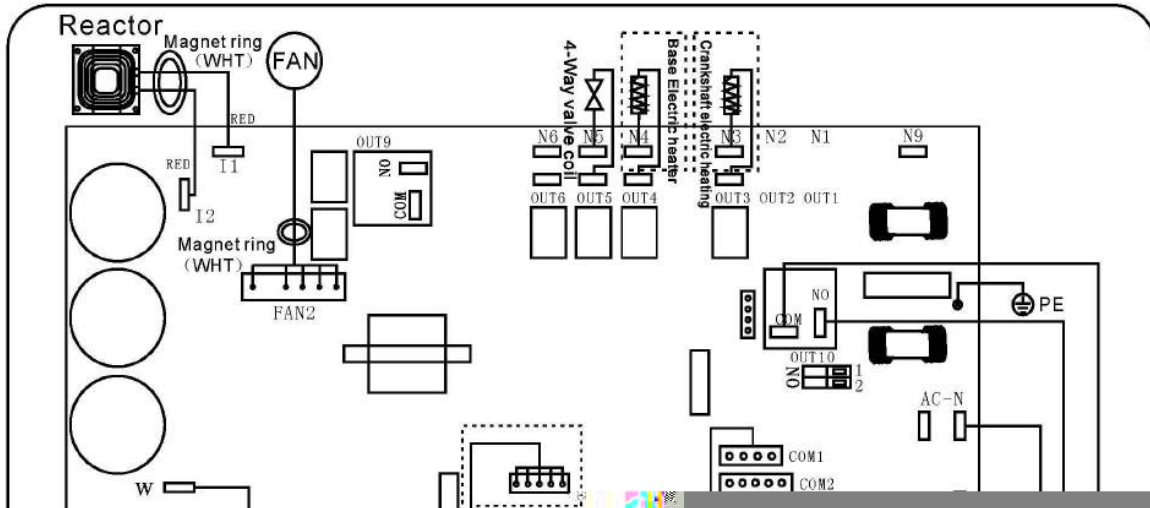 Reactor
Magnet ring
(WHT)
FAN
4-Way valve coil
Base Electric heater
Crankshaft electric heating
RED
RED
I1
I2
OUT9
NO
COM
N6 N5 N4 N3 N2 N1 N9
OUT6 OUT5 OUT4 OUT3 OUT2 OUT1
Magnet ring
(WHT)
FAN2
COM
NO
PE
OUT10
ON
1
2
AC-N
COM1
COM2
W